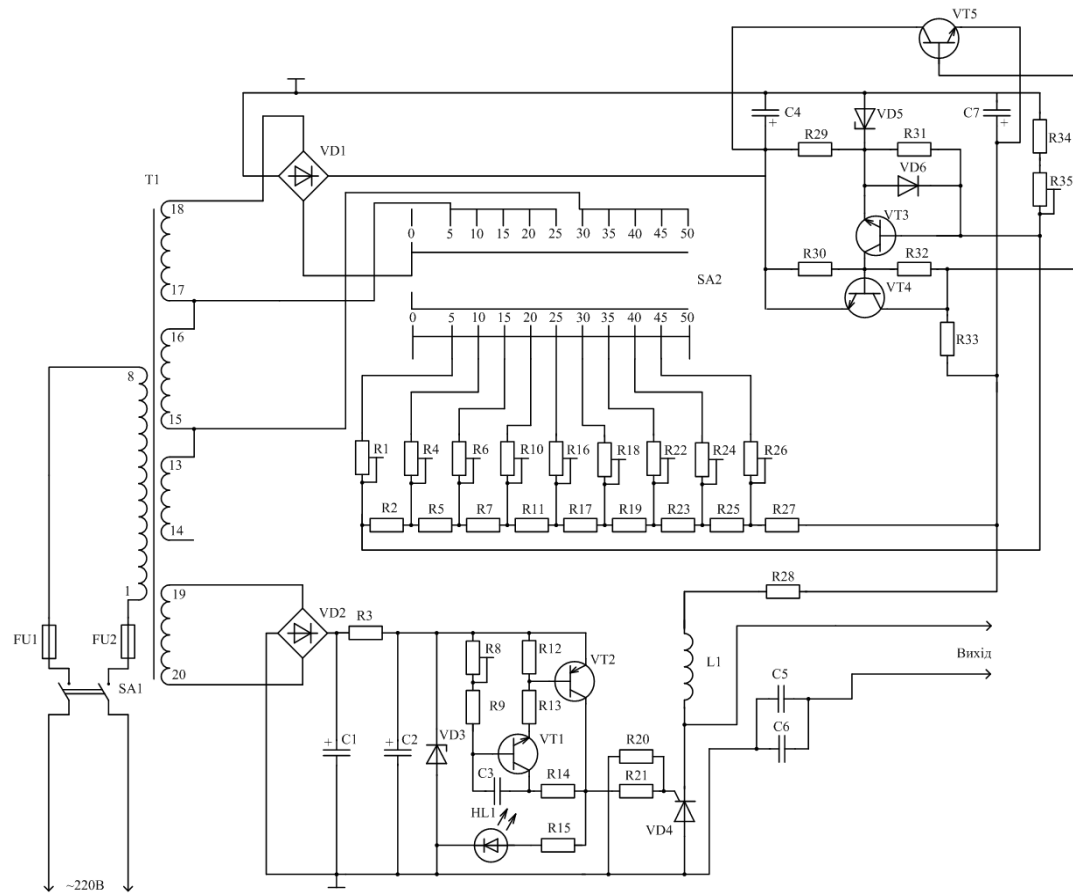 VT5
C4 + VD5 C7 +
R29 R31 R34
VD1 VD6 R35
T1
18
VT3
0 5 10 15 20 25 30 35 40 45 50
R30 R32
17 SA2
VT4
0 5 10 15 20 25 30 35 40 45 50
16 R33
8
15
R1 R4 R6 R10 R16 R18 R22 R24 R26
13
R2 R5 R7 R11 R17 R19 R23 R25 R27
14
R28
1 19
VD2 R3
FU1 FU2 R8 R12 Вихід
VT2 L1
20 C5
SA1 R9 R13
C6
+ C1 + C2 VD3 VT1
R20
C3 R14 R21
HL1
R15 VD4
~220В